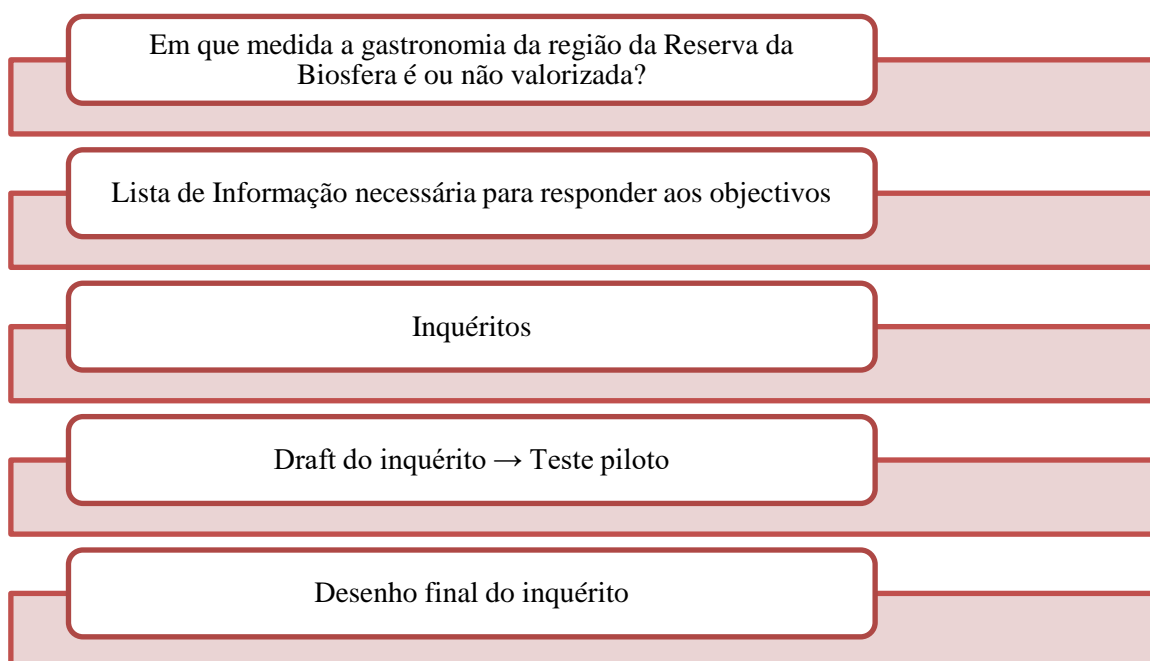 Em que medida a gastronomia da região da Reserva da
Biosfera é ou não valorizada?
Lista de Informação necessária para responder aos objectivos
Inquéritos
Draft do inquérito → Teste piloto
Desenho final do inquérito